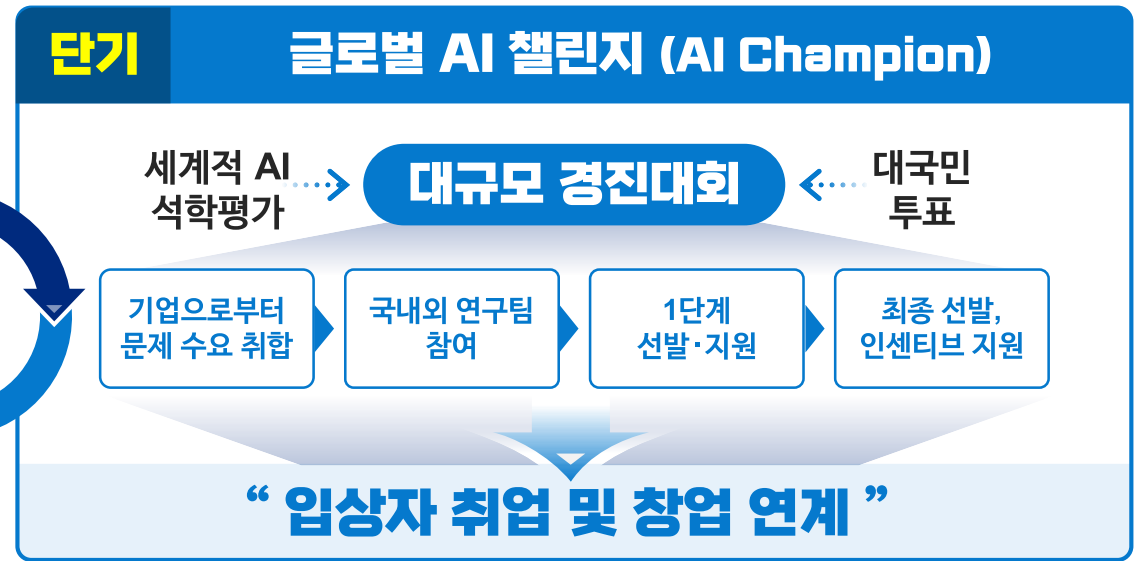 단기
글로벌 AI 챌린지 (AI Champion)
세계적 AI
석학평가
대규모 경진대회
대국민
투표
기업으로부터
문제 수요 취합
국내외 연구팀
참여
1단계
선발·지원
최종 선발,
인센티브 지원
“ 입상자 취업 및 창업 연계 ”